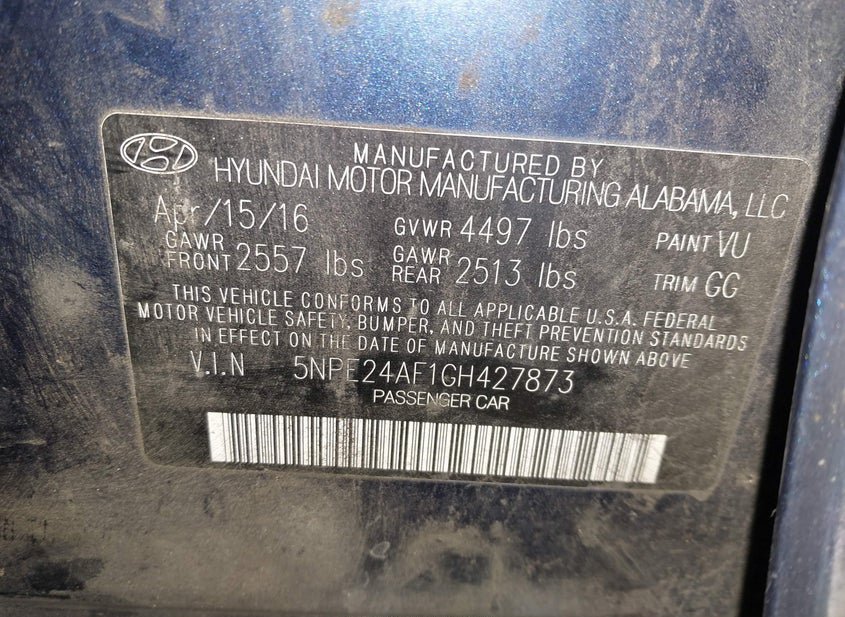 MANUFACTURED BY
HYUNDAI MOTOR MANUFACTURING ALABAMA, LLC
Apr/15/16 GVWR 4497 lbs PAINT VU
GAWR FRONT 2557 lbs GAWR REAR 2513 lbs TRIM GG
THIS VEHICLE CONFORMS TO ALL APPLICABLE U.S.A. FEDERAL
MOTOR VEHICLE SAFETY, BUMPER, AND THEFT PREVENTION STANDARDS
IN EFFECT ON THE DATE OF MANUFACTURE SHOWN ABOVE
V.I.N 5NPE24AF1GH427873
PASSENGER CAR